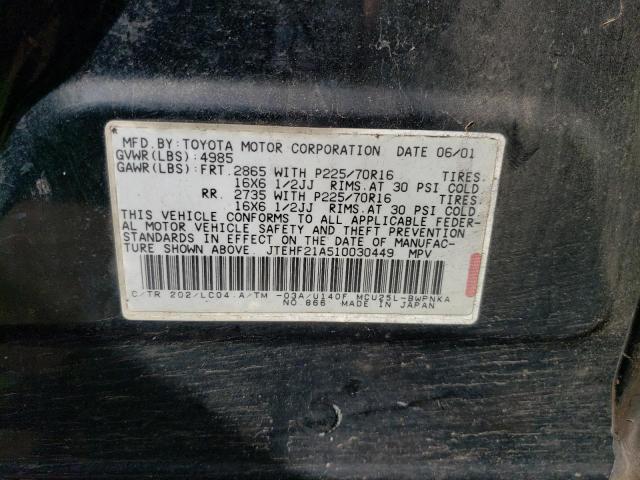 MFD. BY: TOYOTA MOTOR CORPORATION DATE 06/01
GVWR(LBS):4985
GAWR(LBS):FRT. 2865 WITH P225/70R16 TIRES.
16X6 1/2JJ RIMS.AT 30 PSI COLD.
RR. 2735 WITH P225/70R16 TIRES.
16X6 1/2JJ RIMS.AT 30 PSI COLD.
THIS VEHICLE CONFORMS TO ALL APPLICABLE FEDER-
AL MOTOR VEHICLE SAFETY AND THEFT PREVENTION
STANDARDS IN EFFECT ON THE DATE OF MANUFAC-
TURE SHOWN ABOVE. JTEHF21A510030449 MPV
C/TR 202/LC04 A/TM -03A/U140F MCU25L-BWPNKA
NO 866 MADE IN JAPAN